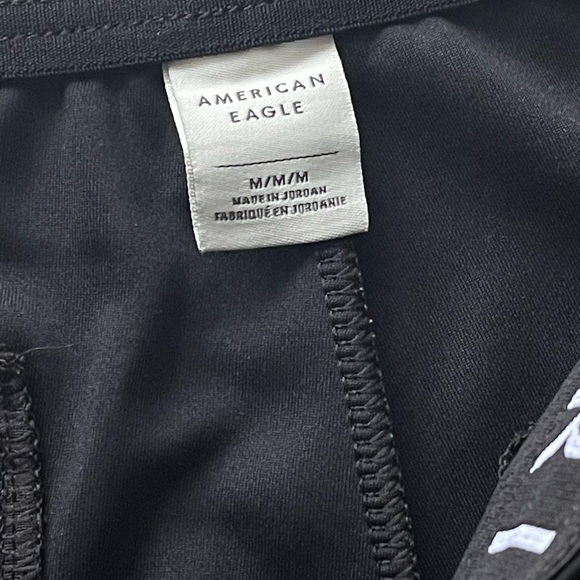 AMERICAN
EAGLE
M/M/M
MADE IN JORDAN
FABRIQUÉ EN JORDANIE